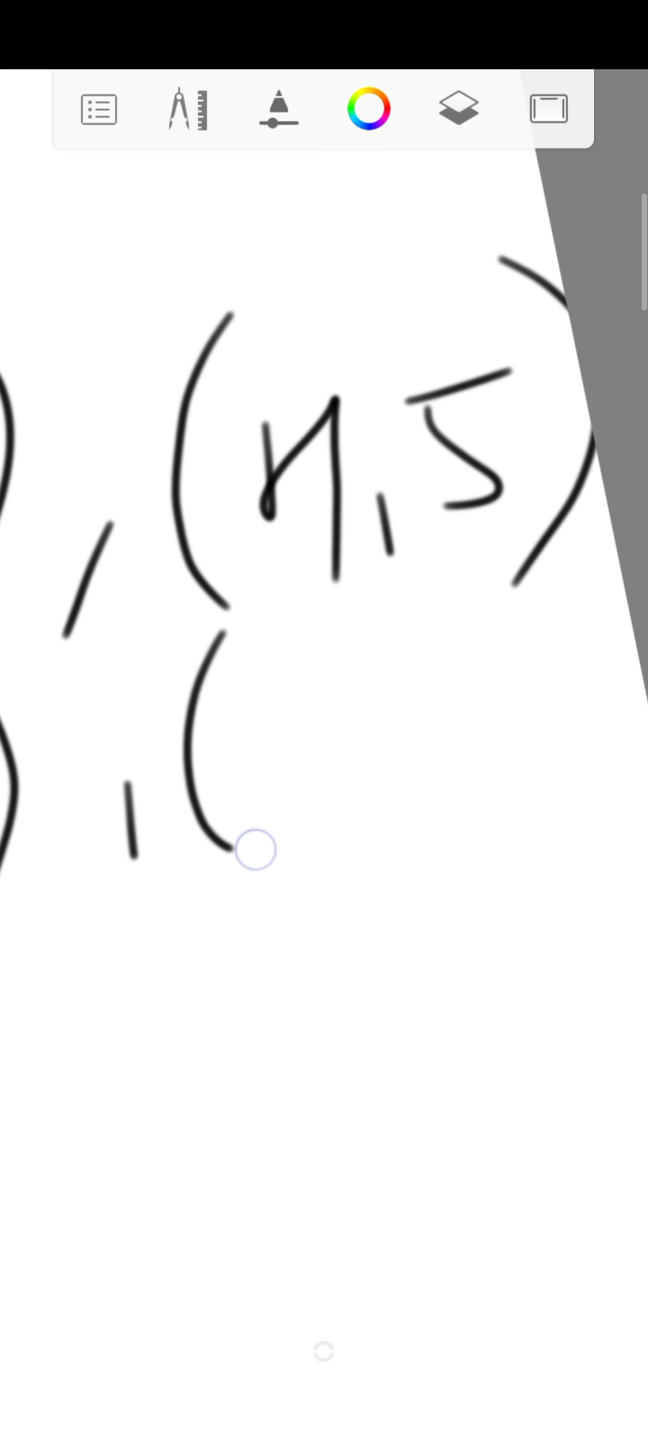 ), (4,5)
), (